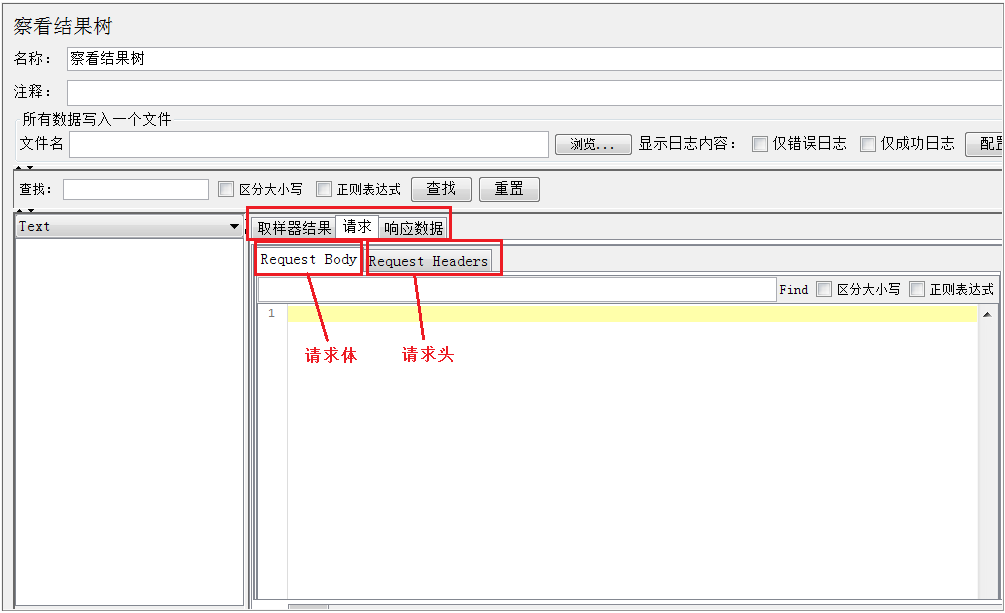 察看结果树
名称： 察看结果树
注释：
所有数据写入一个文件
文件名 浏览... 显示日志内容： 仅错误日志 仅成功日志
查找： 区分大小写 正则表达式 查找 重置
Text 取样器结果 请求 响应数据
Request Body Request Headers
Find 区分大小写 正则表达式
1
请求体 请求头